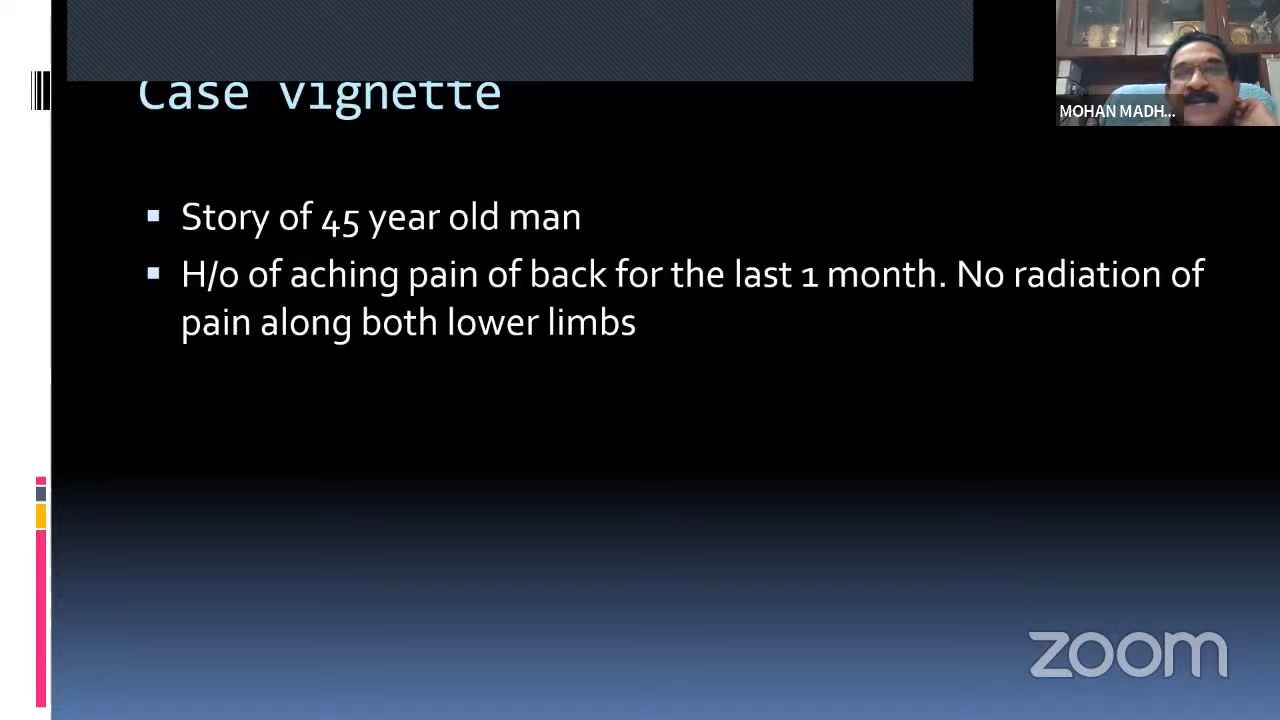 Case vignette
MOHAN MADH...
Story of 45 year old man
H/o of aching pain of back for the last 1 month. No radiation of
pain along both lower limbs
zoom